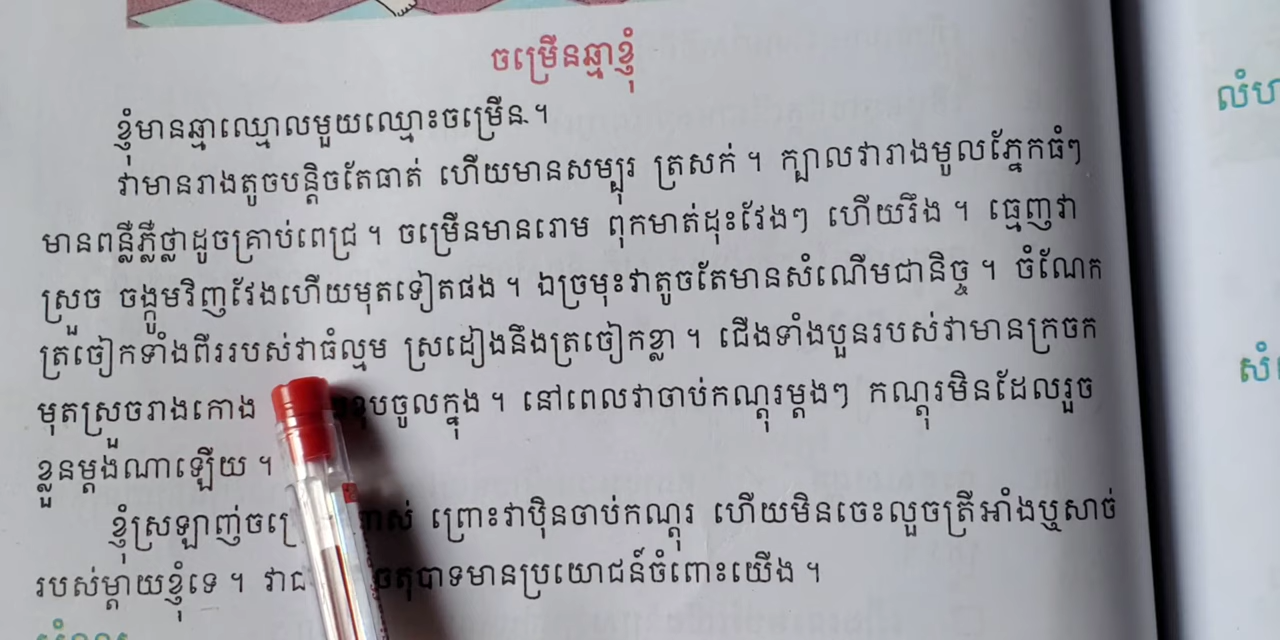 ចម្រើនឆ្មាខ្ញុំ
ខ្ញុំមានឆ្មាឈ្មោលមួយឈ្មោះចម្រើន ។
វាមានរាងតូចបន្តិចតែធាត់ ហើយមានសម្បុរ ត្រសក់ ។ ក្បាលវារាងមូលភ្នែកធំៗ
មានពន្លឺភ្លឺថ្លាដូចគ្រាប់ពេជ្រ ។ ចម្រើនមានរោម ពុកមាត់ដុះវែងៗ ហើយរឹង ។ ធ្មេញវា
ស្រួច ចង្កូមវិញវែងហើយមុតទៀតផង ។ ឯច្រមុះវាតូចតែមានសំណើមជានិច្ច ។ ចំណែក
ត្រចៀកទាំងពីររបស់វាធំល្មម ស្រដៀងនឹងត្រចៀកខ្លា ។ ជើងទាំងបួនរបស់វាមានក្រចក
មុតស្រួចរាងកោង ចូលក្នុង ។ នៅពេលវាចាប់កណ្ដុរម្ដងៗ កណ្ដុរមិនដែលរួច
ខ្លួនម្ដងណាឡើយ ។
ខ្ញុំស្រឡាញ់ ព្រោះវាប៉ិនចាប់កណ្ដុរ ហើយមិនចេះលួចត្រីអាំងឬសាច់
របស់ម្ដាយខ្ញុំទេ ។ ចតុបាទមានប្រយោជន៍ចំពោះយើង ។